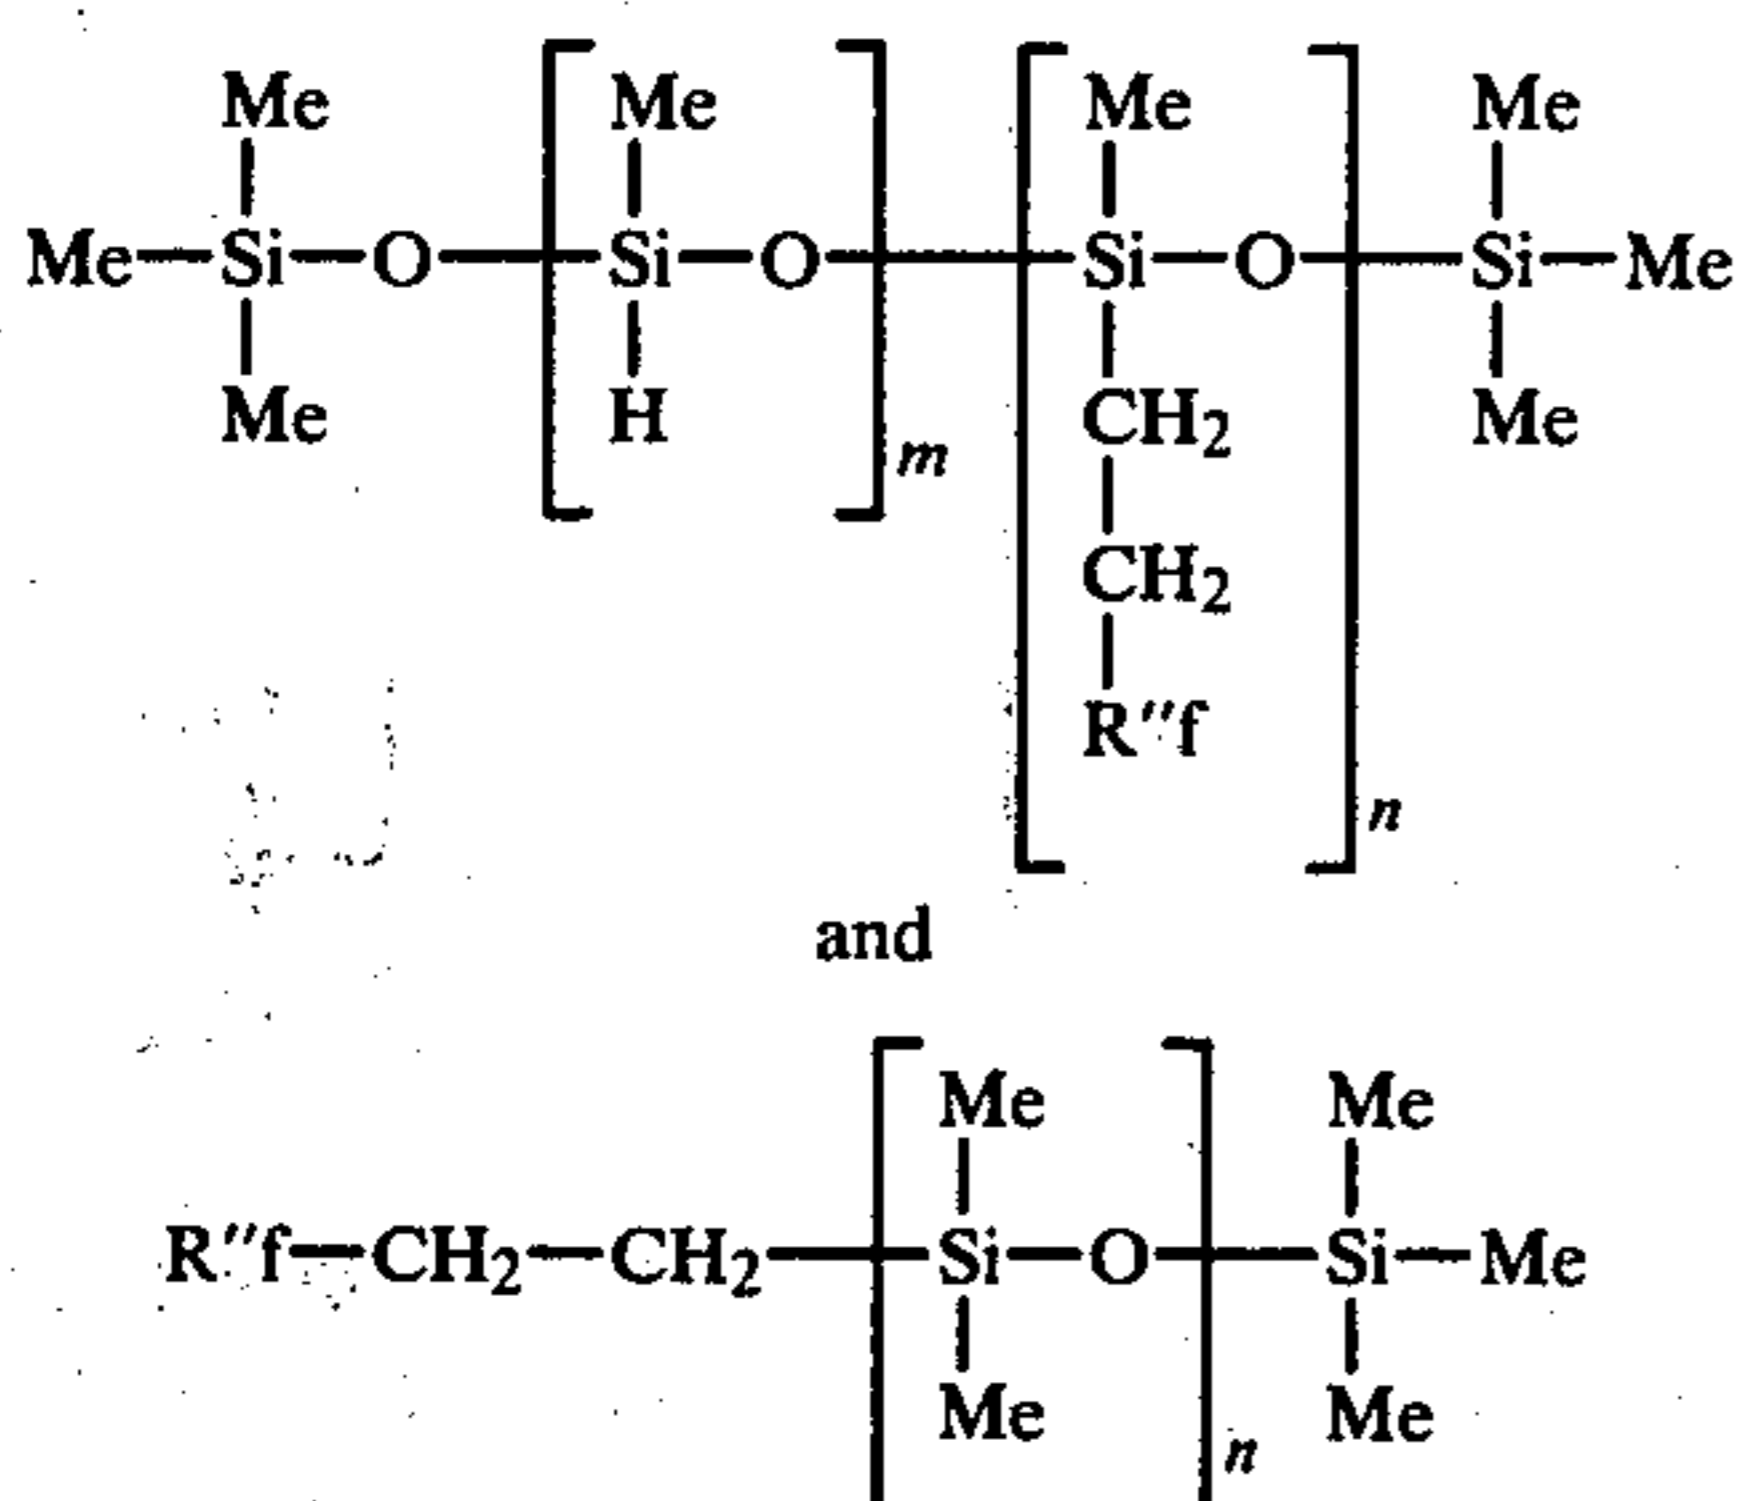 Me Me Me Me
Me—Si—O—[Si—O]—[Si—O]—Si—Me
Me H CH2 Me
m
CH2
R″f
n
and
Me Me
R″f—CH2—CH2—[Si—O]—Si—Me
Me Me
n